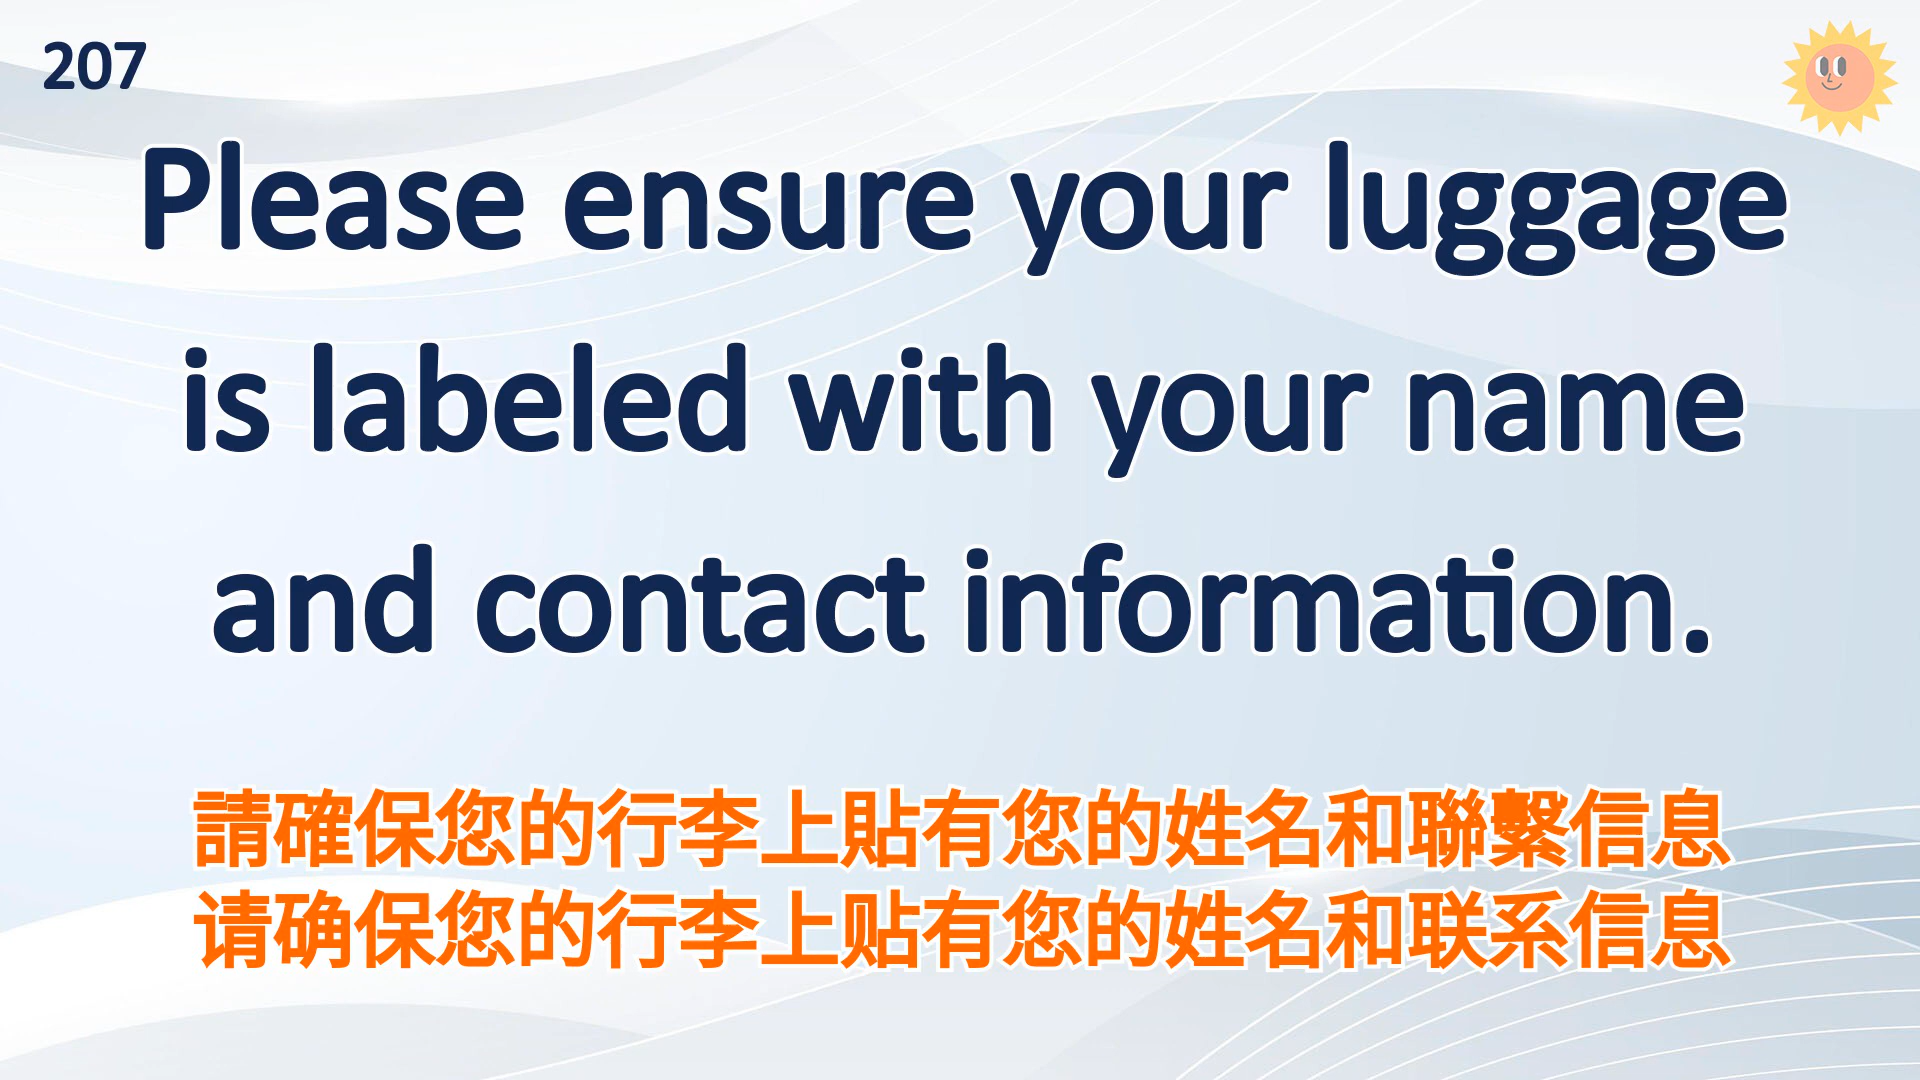 207
Please ensure your luggage
is labeled with your name
and contact information.
請確保您的行李上貼有您的姓名和聯繫信息
请确保您的行李上贴有您的姓名和联系信息